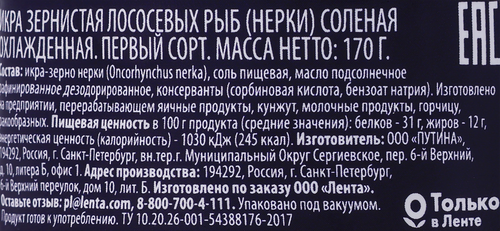 ИКРА ЗЕРНИСТАЯ ЛОСОСЕВЫХ РЫБ (НЕРКИ) СОЛЕНАЯ
ОХЛАЖДЕННАЯ. ПЕРВЫЙ СОРТ. МАССА НЕТТО: 170 Г.
Состав: икра-зерно нерки (Oncorhynchus nerka), соль пищевая, масло подсолнечное
рафинированное дезодорированное, консерванты (сорбиновая кислота, бензоат натрия). Изготовлено
на предприятии, перерабатывающем яичные продукты, кунжут, молочные продукты, горчицу,
ракообразных. Пищевая ценность в 100 г продукта (средние значения): белков - 31 г, жиров - 12 г,
энергетическая ценность (калорийность) - 1030 кДж (245 ккал). Изготовитель: ООО «ПУТИНА»,
194292, Россия, г. Санкт-Петербург, вн.тер.г. Муниципальный Округ Сергиевское, пер. 6-й Верхний,
д. 10, литера Б, офис 1. Адрес производства: 194292, Россия, г. Санкт-Петербург,
6-й Верхний переулок, дом 10, лит. Б. Изготовлено по заказу ООО «Лента».
Оставьте отзыв: pl@lenta.com, 8-800-700-4-111. Упаковано под вакуумом.
Продукт готов к употреблению. ТУ 10.20.26-001-54388176-2017
EAC
Только
в Ленте